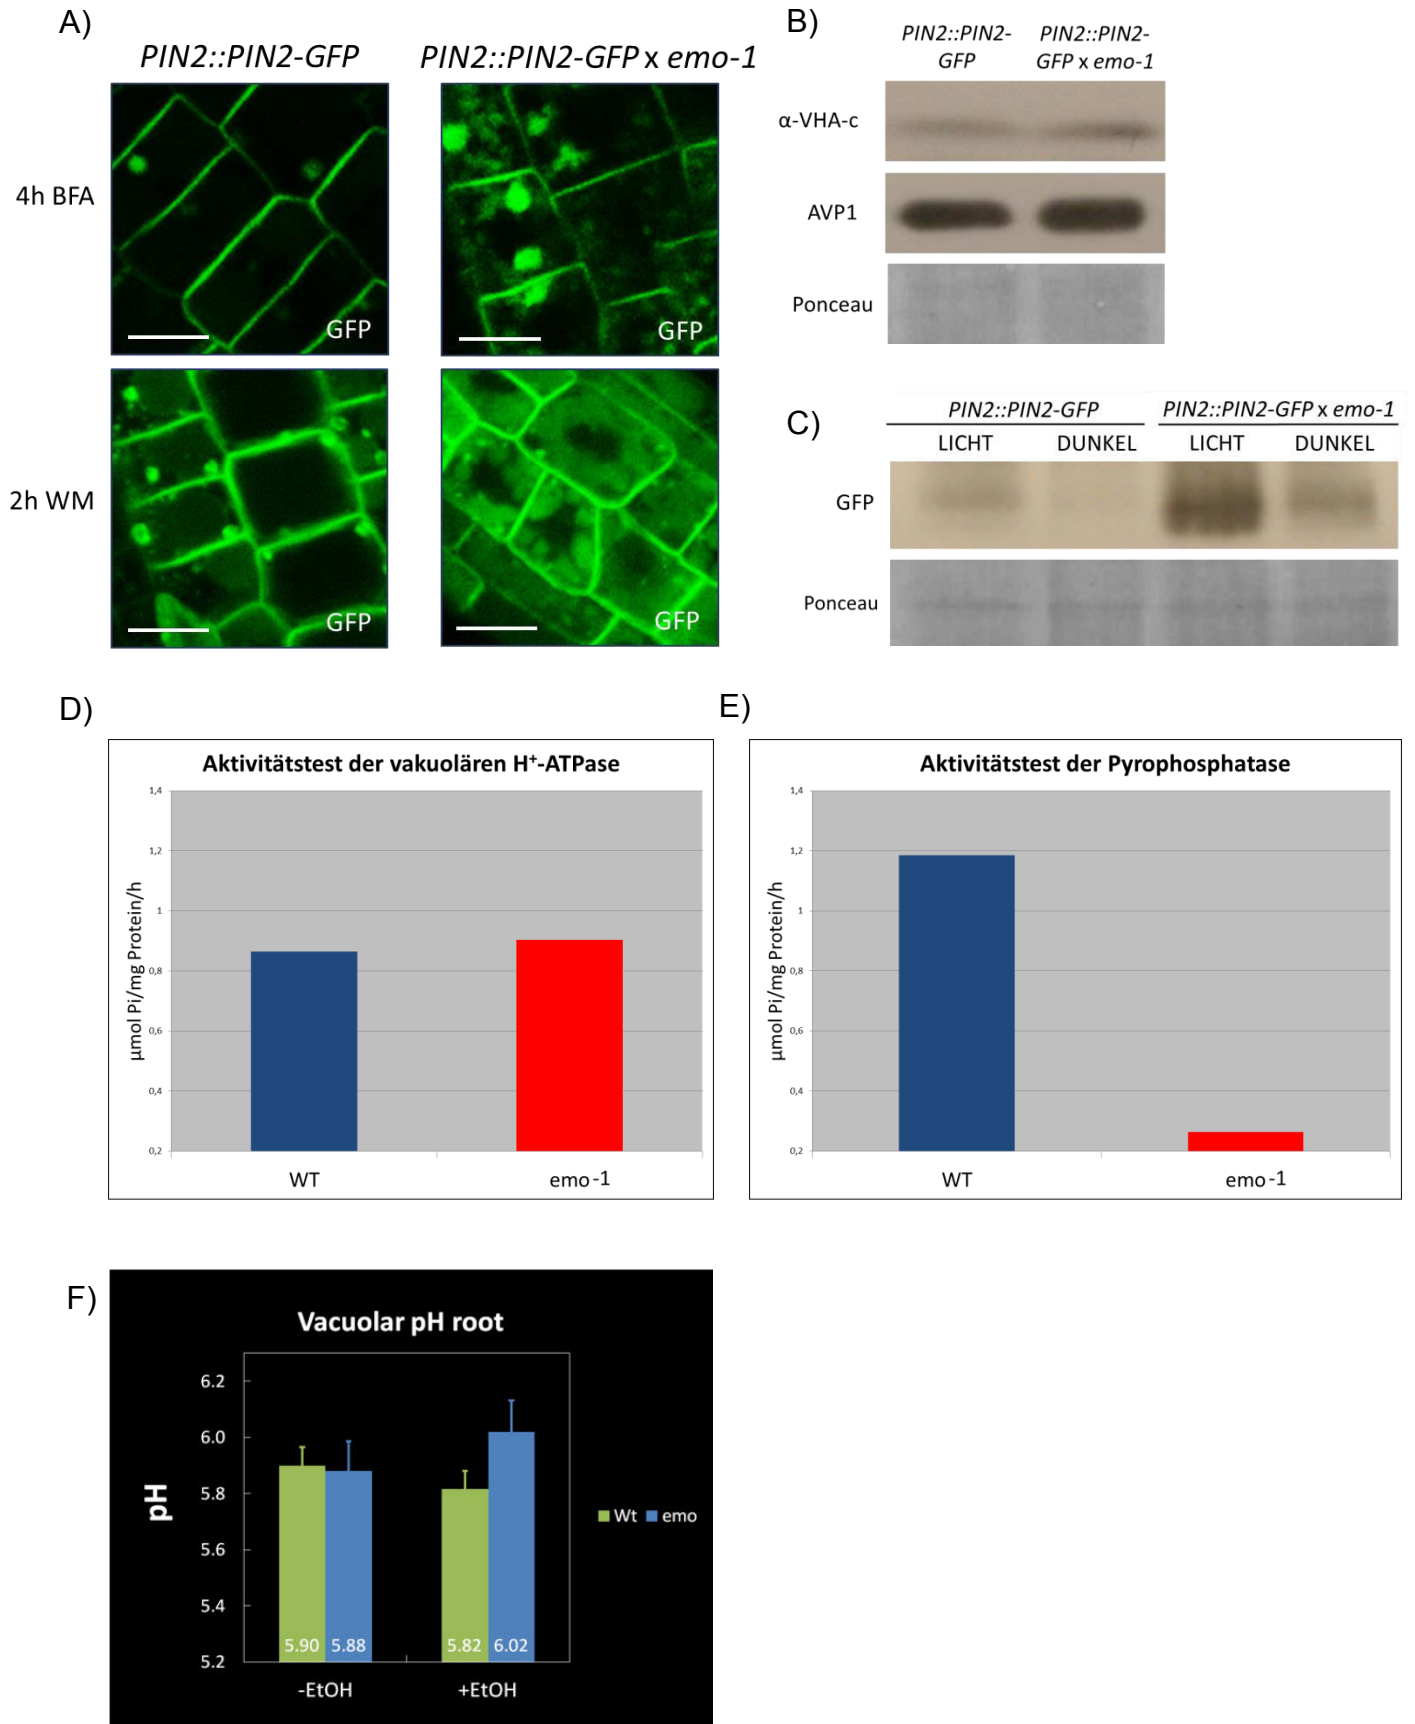 A)
PIN2::PIN2-GFP
PIN2::PIN2-GFP x emo-1
4h BFA
GFP
GFP
2h WM
GFP
GFP
B)
PIN2::PIN2-
GFP
PIN2::PIN2-
GFP x emo-1
α-VHA-c
AVP1
Ponceau
C)
PIN2::PIN2-GFP
PIN2::PIN2-GFP x emo-1
LICHT
DUNKEL
LICHT
DUNKEL
GFP
Ponceau
D)
Aktivitätstest der vakuolären H⁺-ATPase
µmol Pi/mg Protein/h
1,4
1,2
1
0,8
0,6
0,4
0,2
WT
emo-1
E)
Aktivitätstest der Pyrophosphatase
µmol Pi/mg Protein/h
1,4
1,2
1
0,8
0,6
0,4
0,2
WT
emo-1
F)
Vacuolar pH root
pH
6.2
6.0
5.8
5.6
5.4
5.2
5.90
5.88
5.82
6.02
-EtOH
+EtOH
Wt
emo